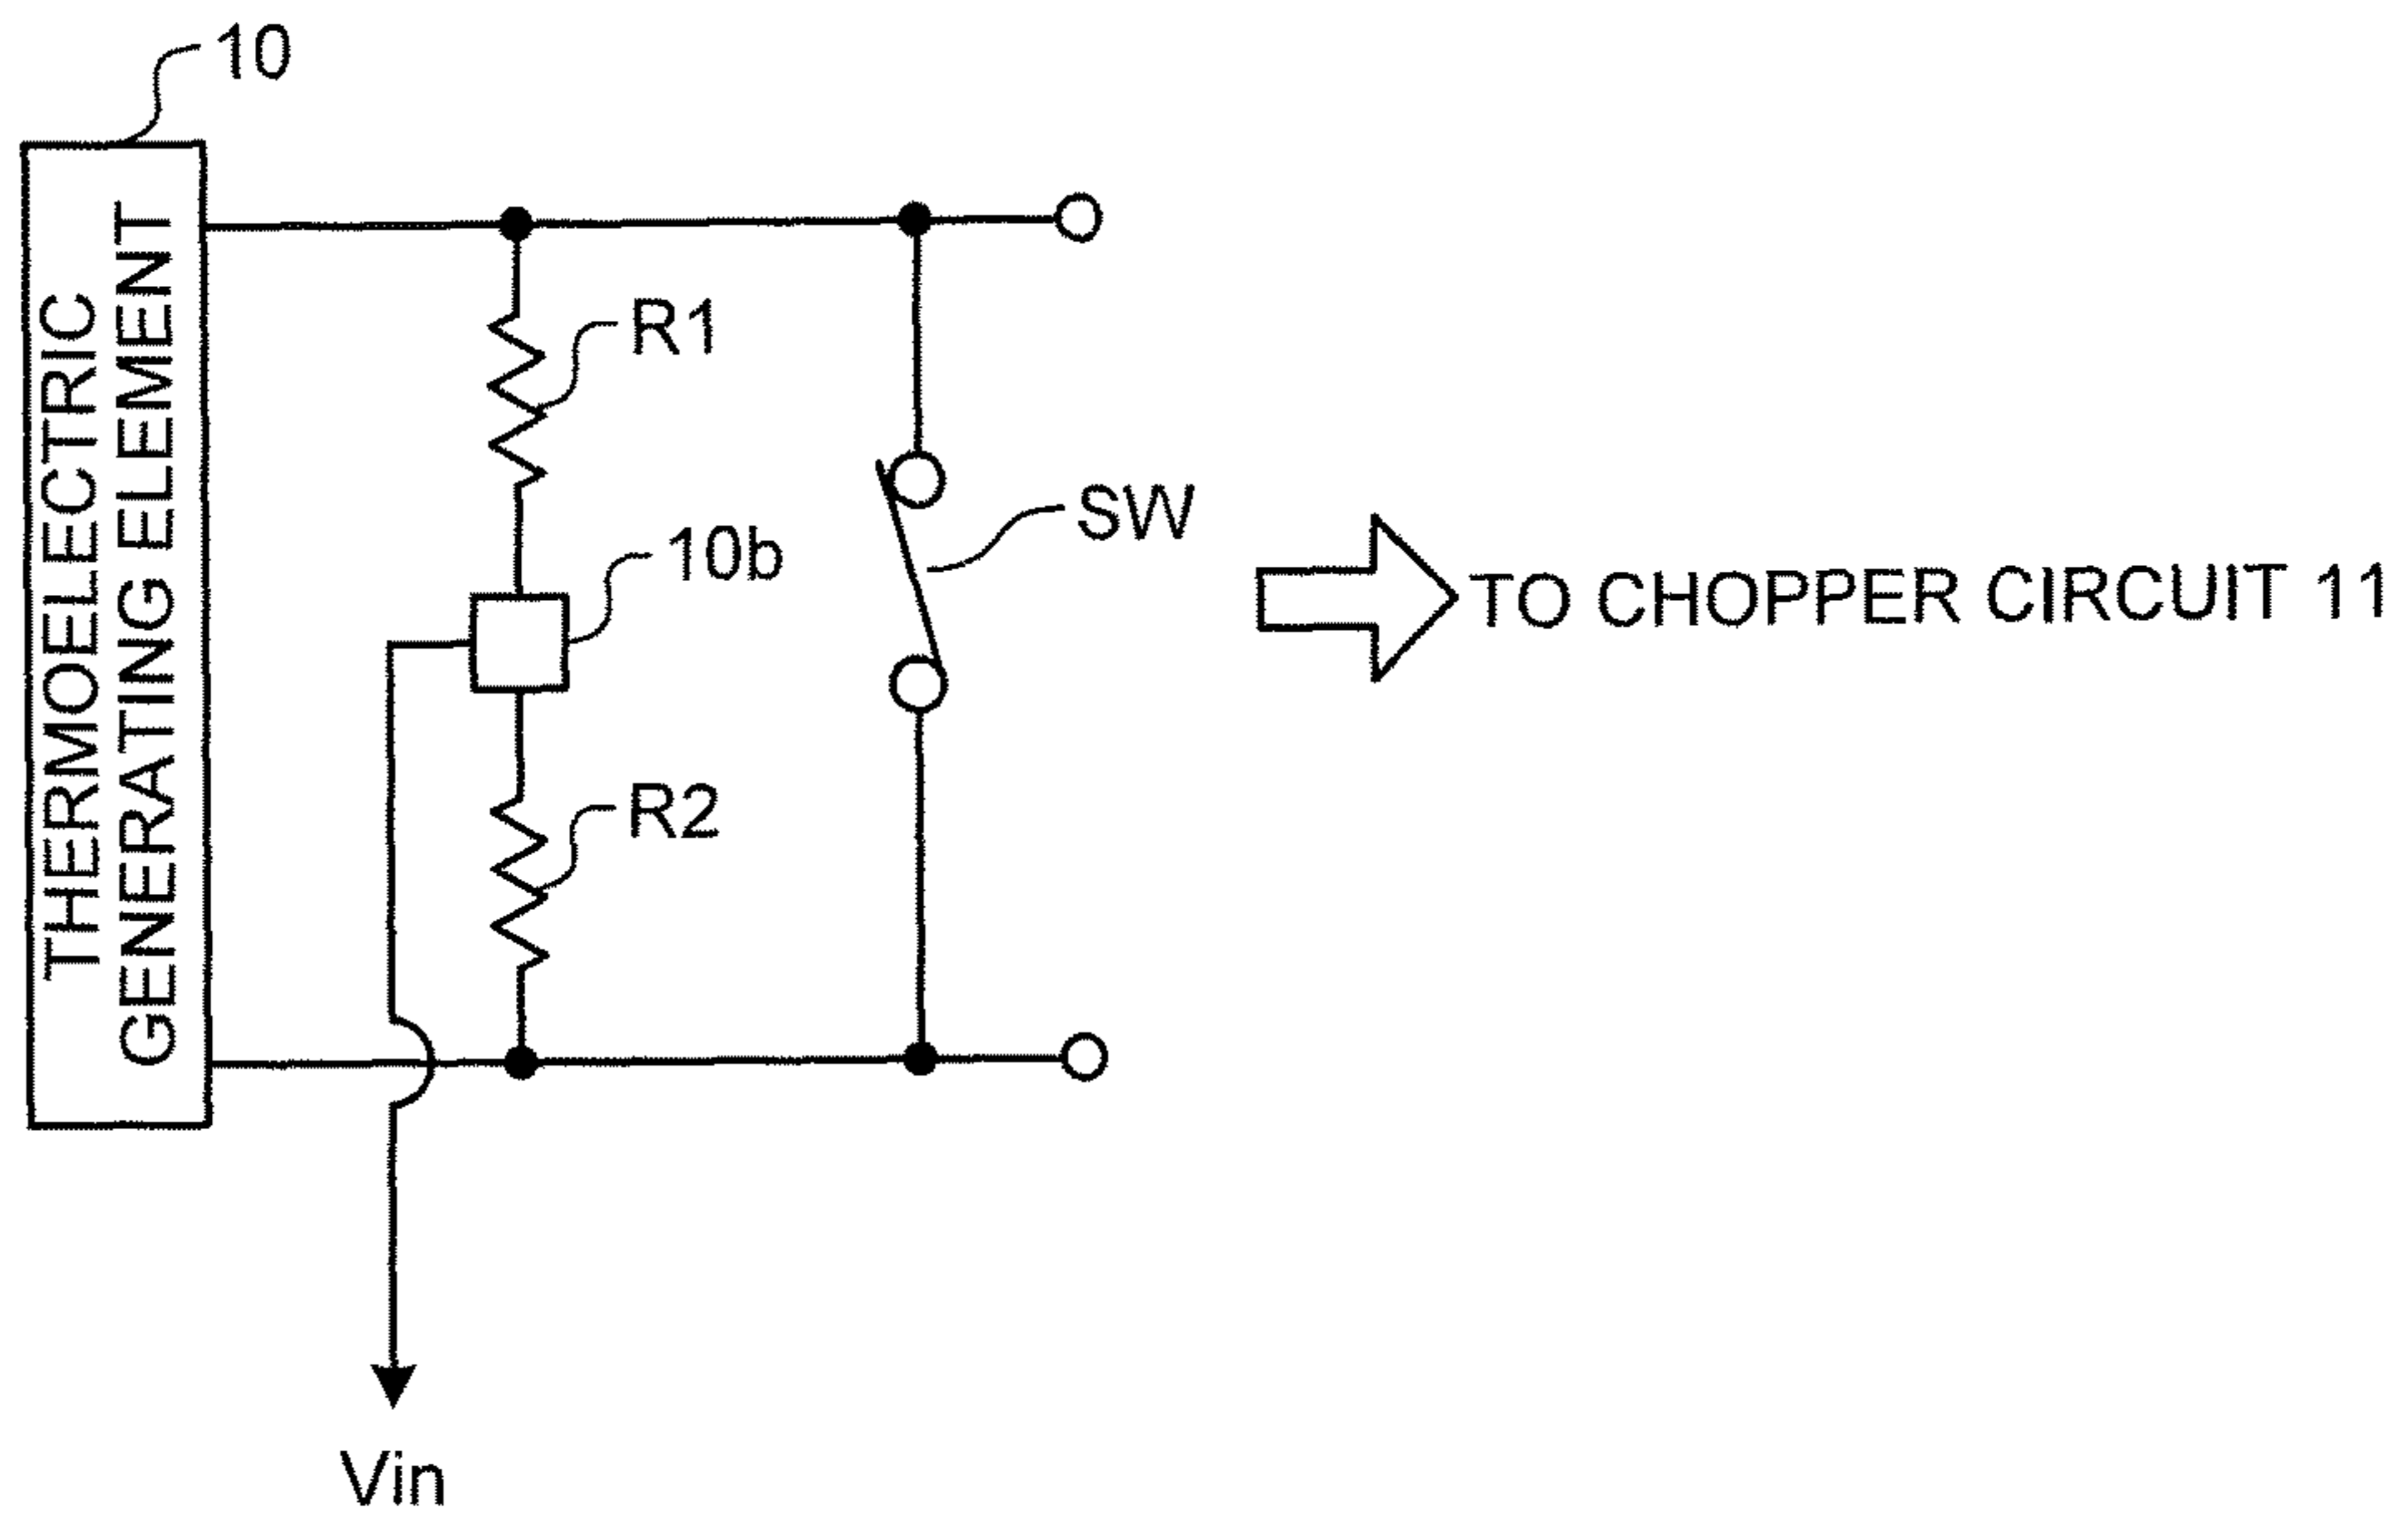 10
THERMOELECTRIC
GENERATING ELEMENT
R1
SW
10b
TO CHOPPER CIRCUIT 11
R2
Vin